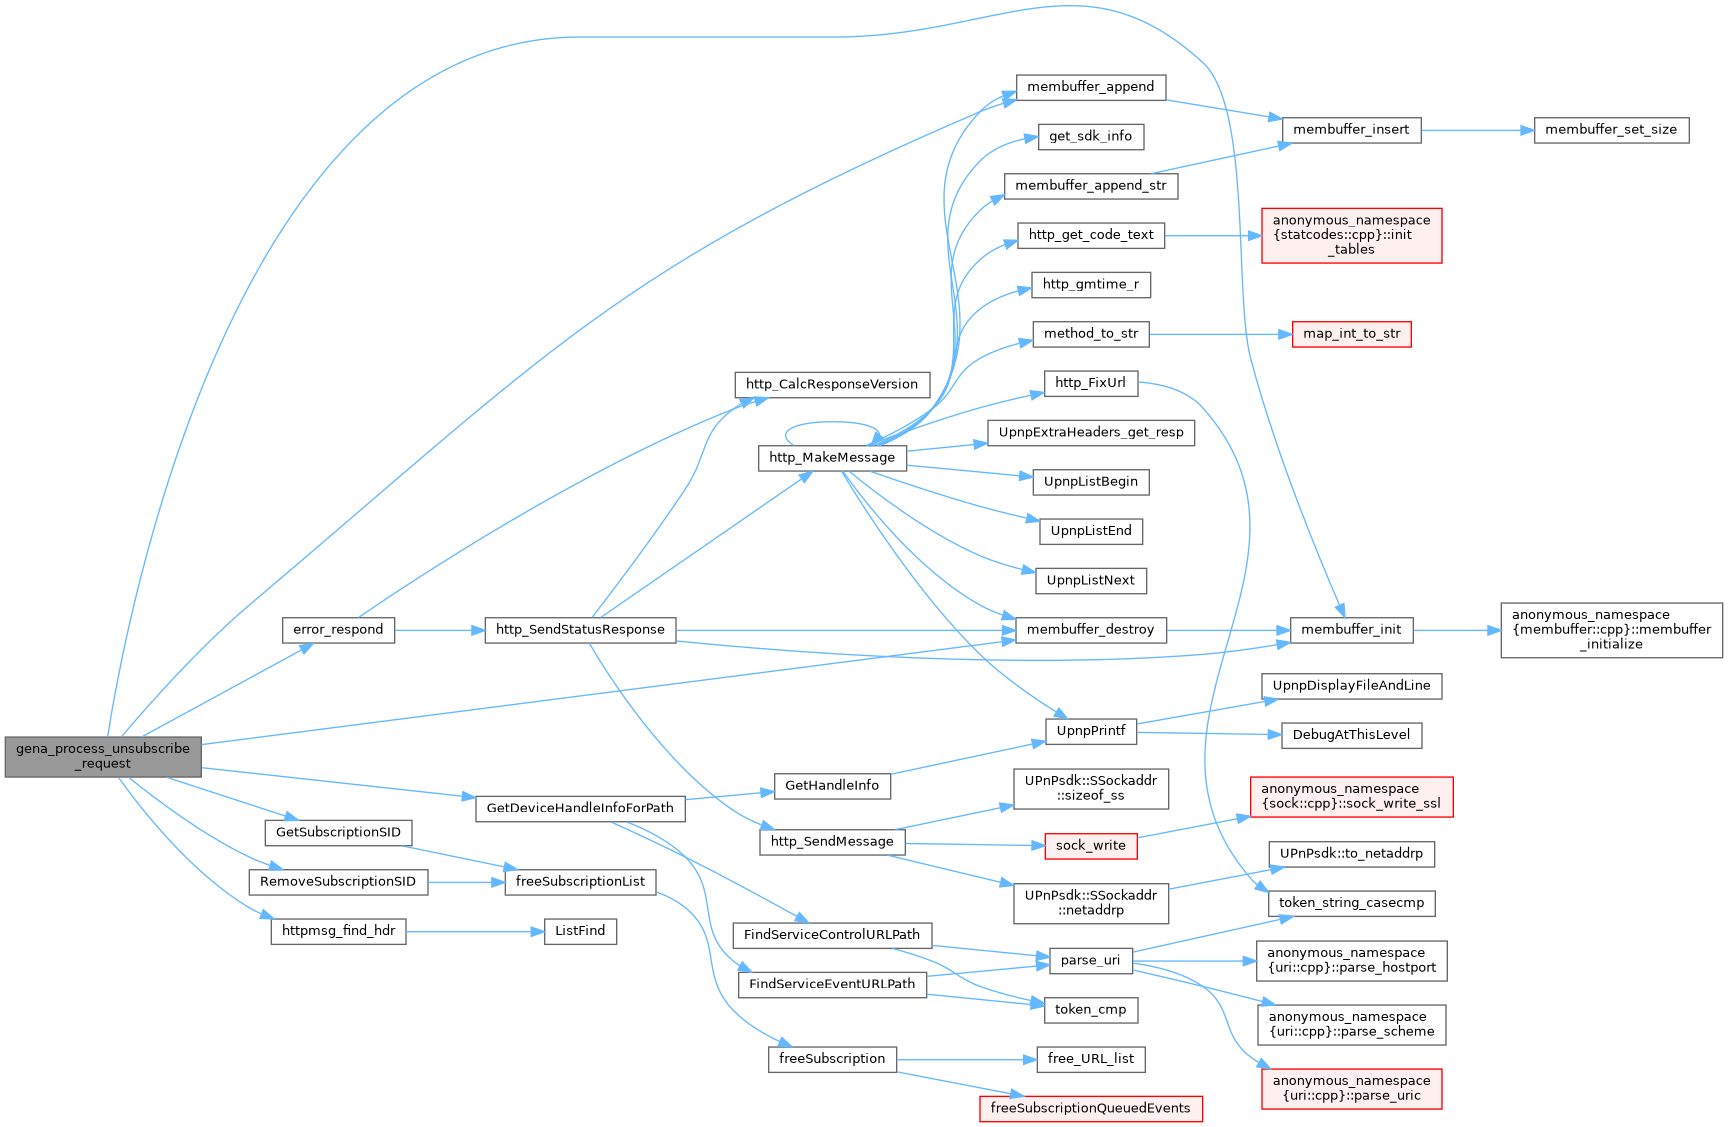 gena_process_unsubscribe
_request
error_respond
GetSubscriptionSID
RemoveSubscriptionSID
httpmsg_find_hdr
http_SendStatusResponse
GetDeviceHandleInfoForPath
freeSubscriptionList
ListFind
http_CalcResponseVersion
http_MakeMessage
GetHandleInfo
http_SendMessage
FindServiceControlURLPath
FindServiceEventURLPath
freeSubscription
membuffer_append
get_sdk_info
membuffer_append_str
http_get_code_text
http_gmtime_r
method_to_str
http_FixUrl
UpnpExtraHeaders_get_resp
UpnpListBegin
UpnpListEnd
UpnpListNext
membuffer_destroy
UpnpPrintf
UPnPsdk::SSockaddr
::sizeof_ss
sock_write
UPnPsdk::SSockaddr
::netaddrp
parse_uri
token_cmp
free_URL_list
freeSubscriptionQueuedEvents
membuffer_insert
anonymous_namespace
{statcodes::cpp}::init
_tables
map_int_to_str
membuffer_init
UpnpDisplayFileAndLine
DebugAtThisLevel
anonymous_namespace
{sock::cpp}::sock_write_ssl
UPnPsdk::to_netaddrp
token_string_casecmp
anonymous_namespace
{uri::cpp}::parse_hostport
anonymous_namespace
{uri::cpp}::parse_scheme
anonymous_namespace
{uri::cpp}::parse_uric
membuffer_set_size
anonymous_namespace
{membuffer::cpp}::membuffer
_initialize